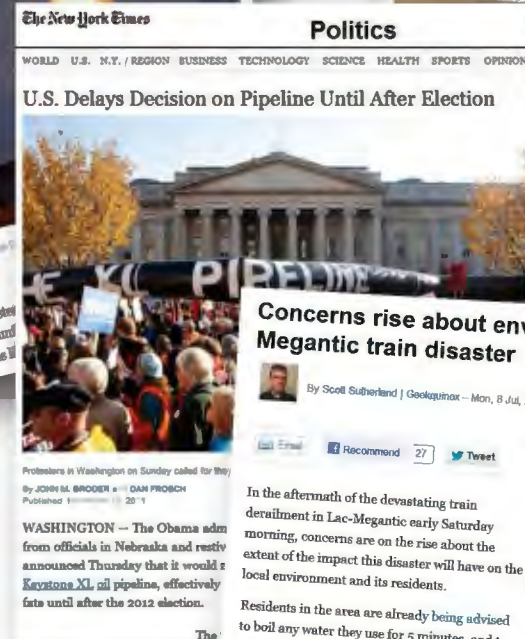 The New York Times
Politics
WORLD U.S. N.Y. / REGION BUSINESS TECHNOLOGY SCIENCE HEALTH SPORTS OPINION
U.S. Delays Decision on Pipeline Until After Election
XL PIPELINE
Protesters in Washington on Sunday called for the
By JOHN M. BRODER DAN FROSCH
Published
WASHINGTON — The Obama adm
from officials in Nebraska and restiv
announced Thursday that it would
Keystone XL oil pipeline, effectively
fate until after the 2012 election.
The
Concerns rise about env
Megantic train disaster
By Scott Sutherland | Geekquinox – Mon, 8 Jul,
Email
Recommend 27
Tweet
In the aftermath of the devastating train
derailment in Lac-Megantic early Saturday
morning, concerns are on the rise about the
extent of the impact this disaster will have on the
local environment and its residents.
Residents in the area are already being advised
to boil any water they use for 5 minutes, and